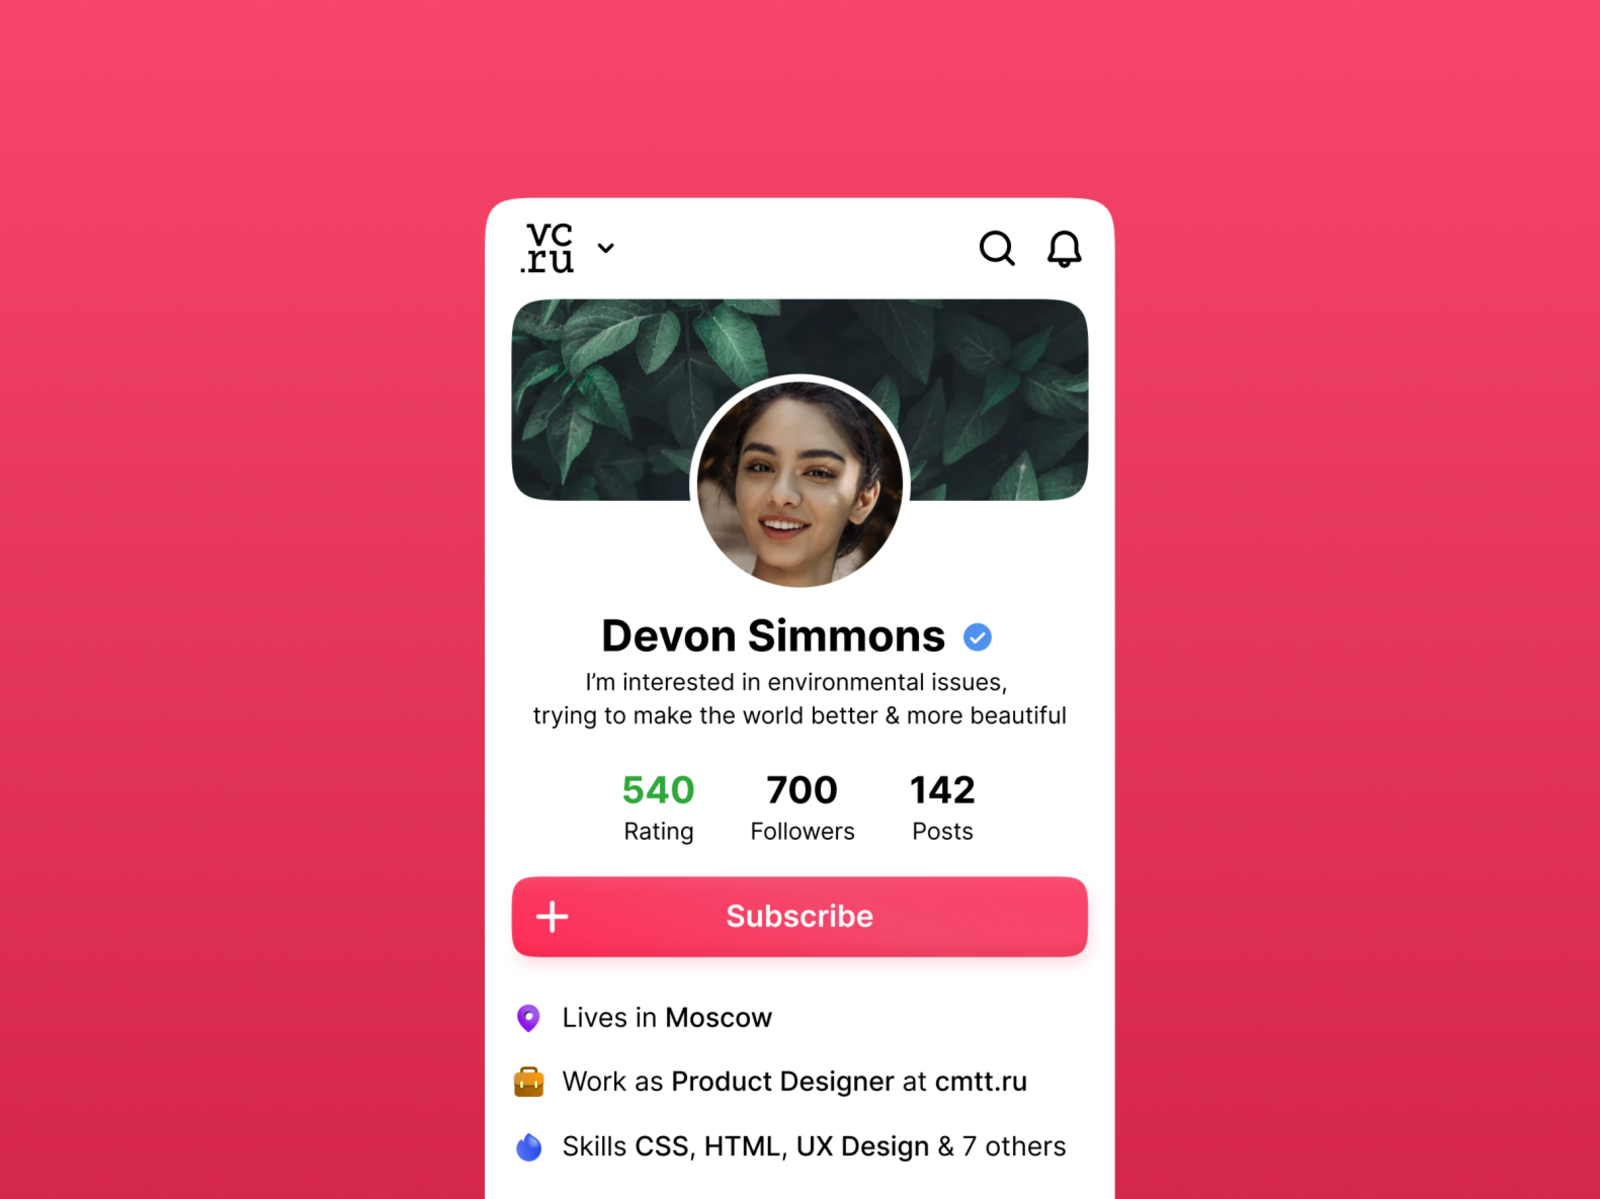 vc
.ru
Devon Simmons
I’m interested in environmental issues,
trying to make the world better & more beautiful
540 700 142
Rating Followers Posts
Subscribe
Lives in Moscow
Work as Product Designer at cmtt.ru
Skills CSS, HTML, UX Design & 7 others